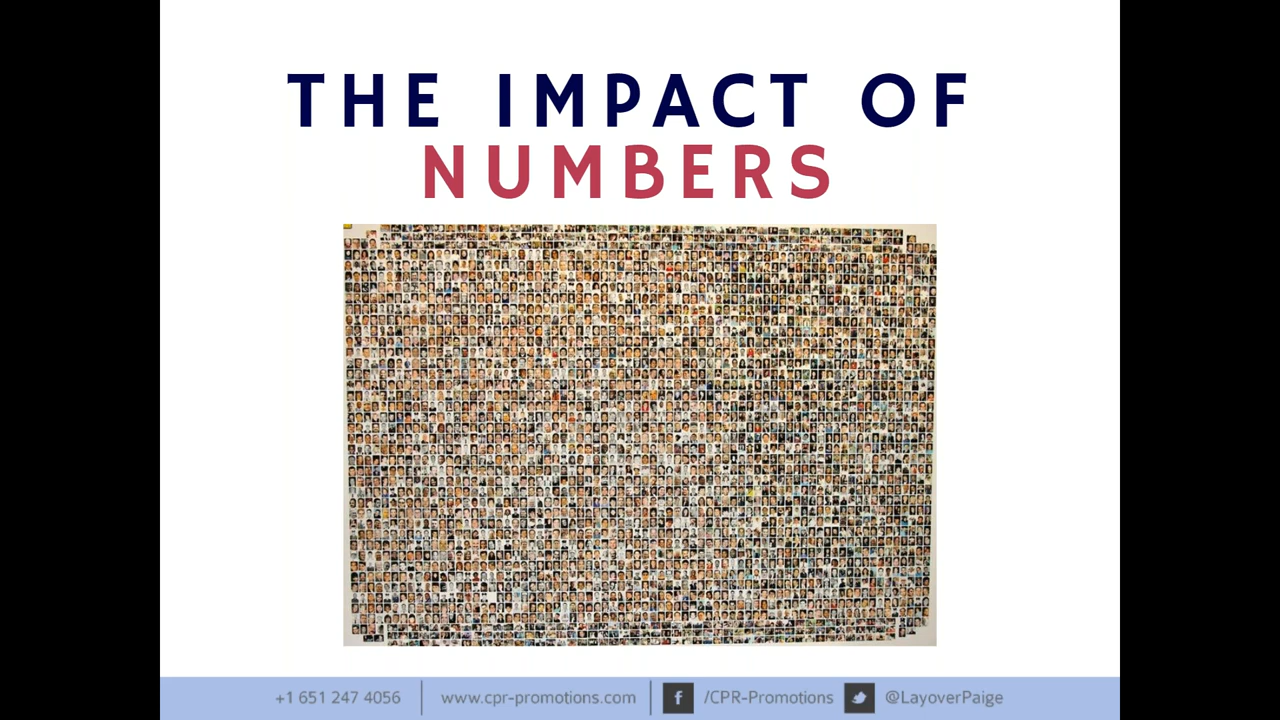 THE IMPACT OF
NUMBERS
+1 651 247 4056 www.cpr-promotions.com /CPR-Promotions @LayoverPaige